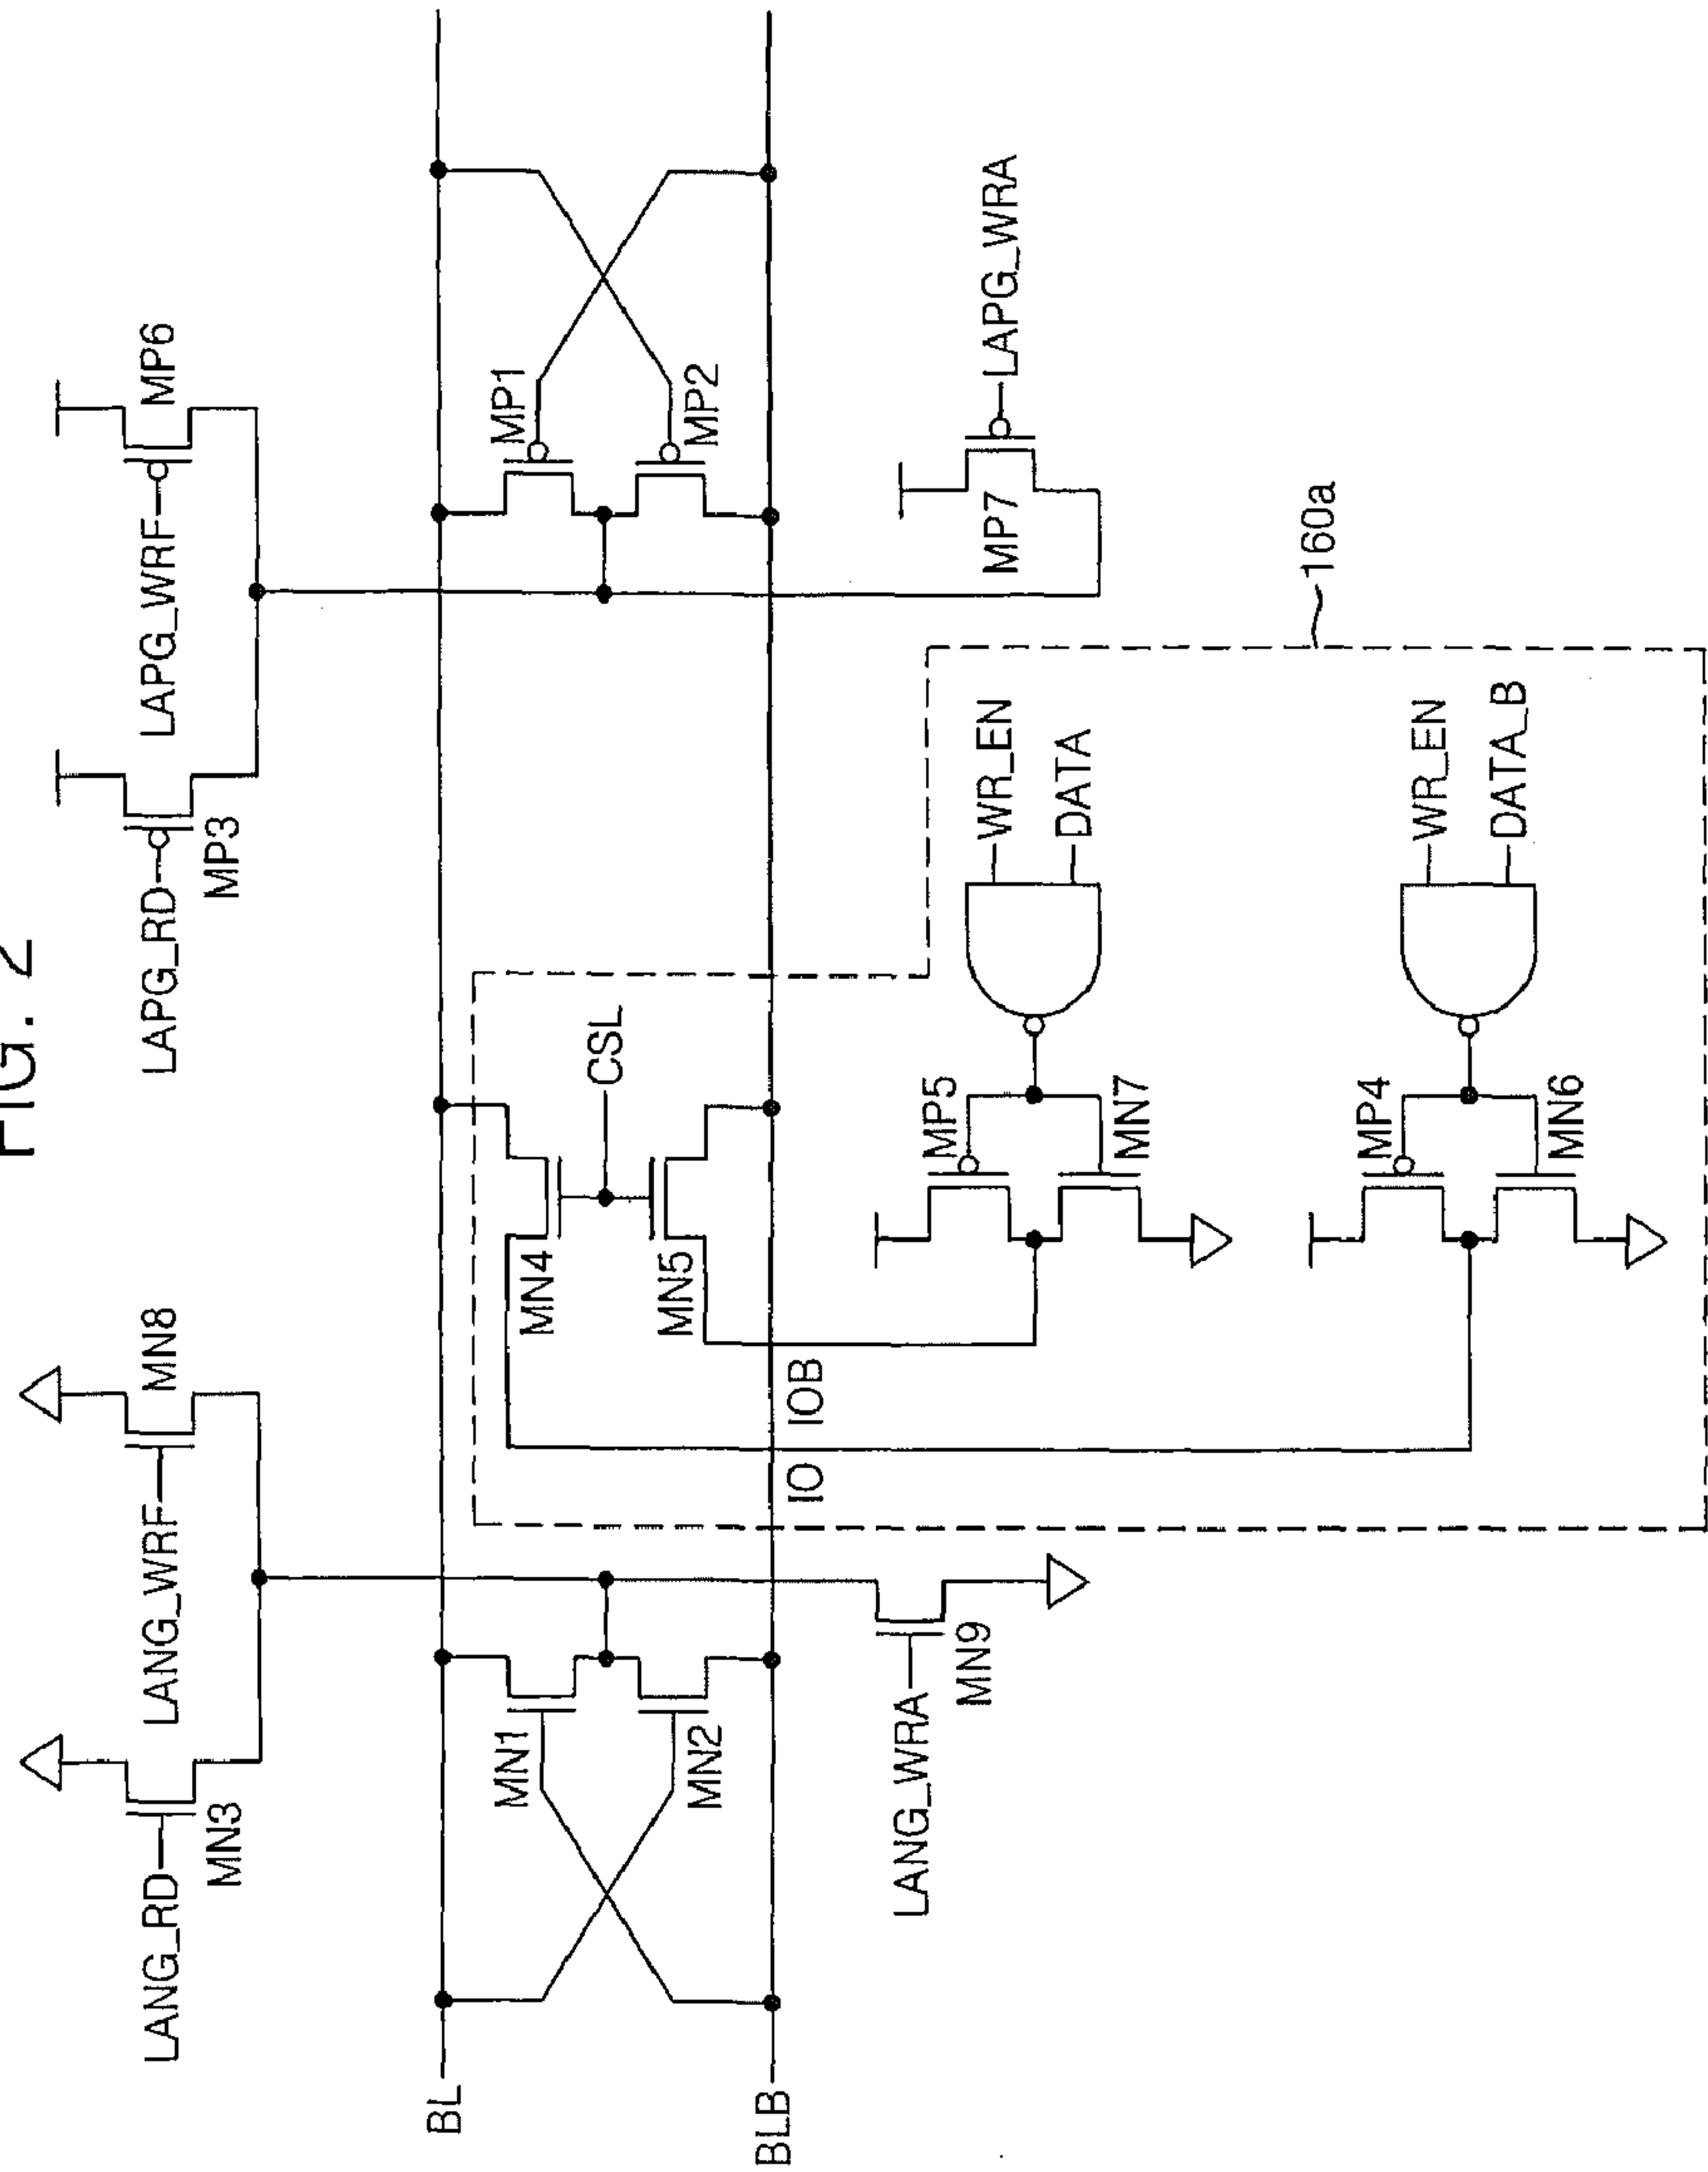 FIG. 2
LANG_RD
MN3
LANG_WRF
MN8
LAPG_RD
MP3
LAPG_WRF
MP6
BL
MN1
MN2
MN4
MN5
CSL
MP1
MP2
BLB
IO
IOB
LANG_WRA
MN9
MP5
MN7
WR_EN
DATA
MP7
LAPG_WRA
MP4
MN6
WR_EN
DATA_B
160a